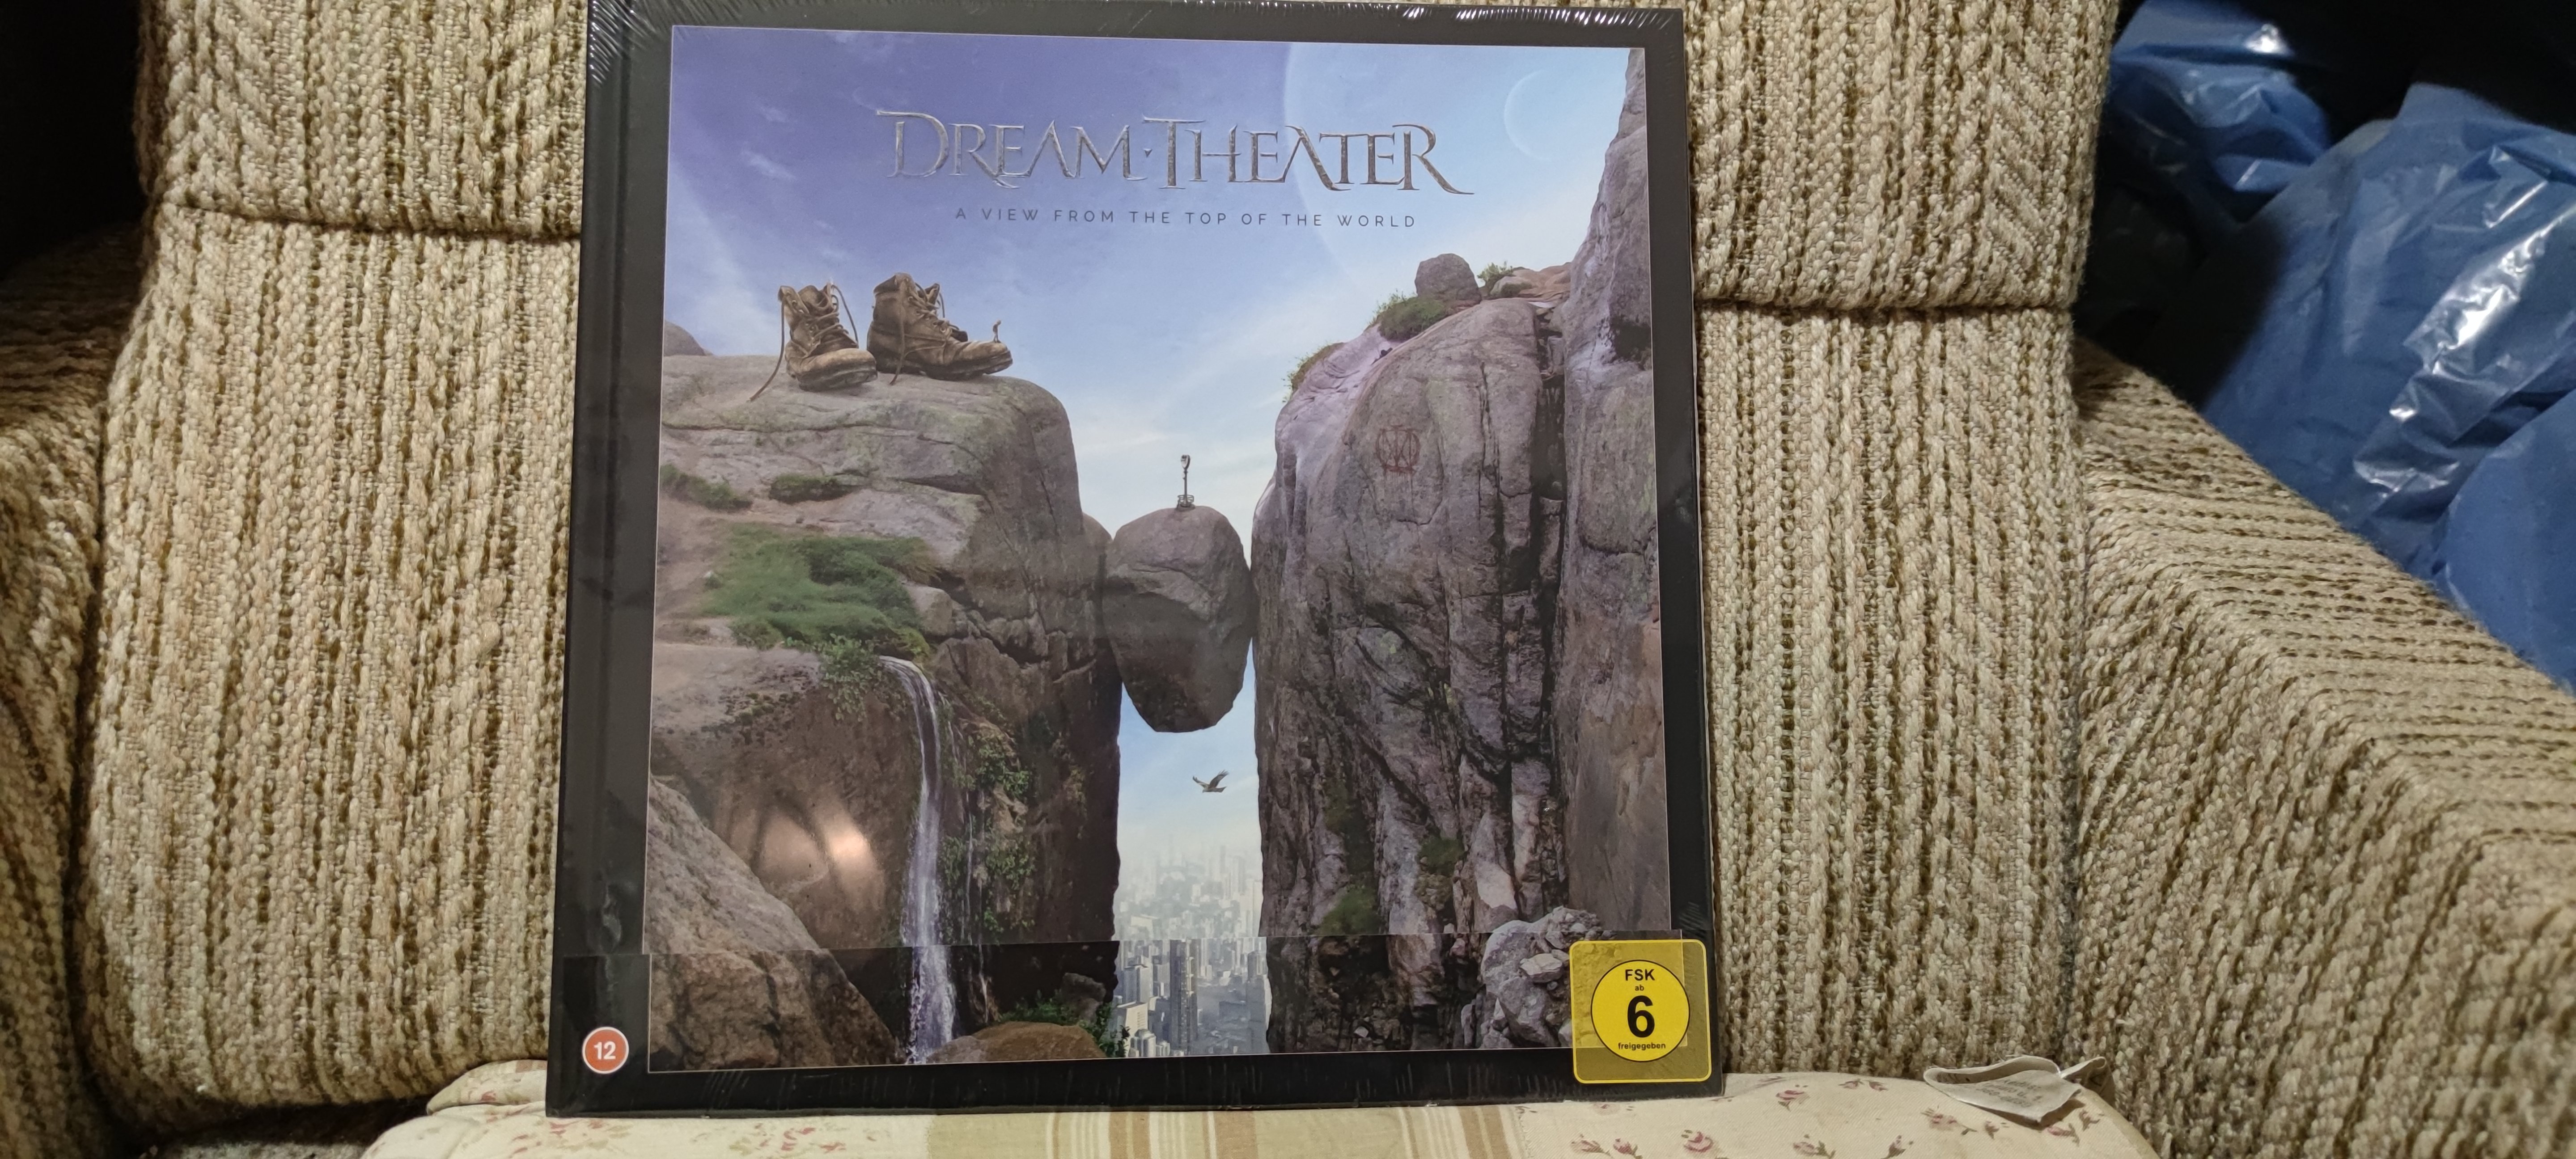 DREAM·THEATER
A VIEW FROM THE TOP OF THE WORLD
12
FSK
ab
6
freigegeben